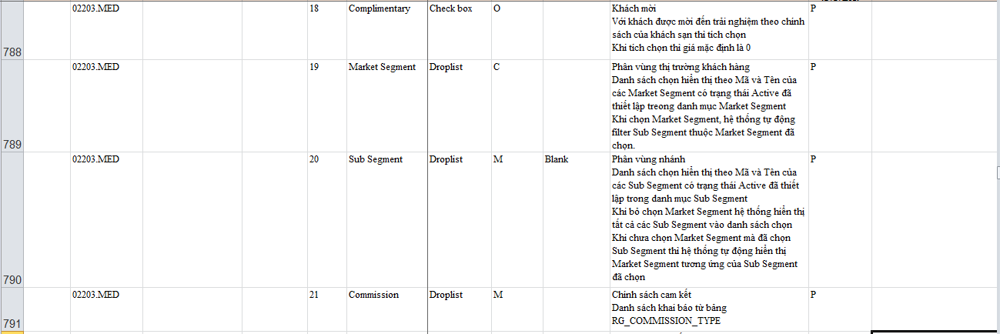 02203.MED 18 Complimentary Check box O Khách mời P
Với khách được mời đến trải nghiệm theo chính
sách của khách sạn thì tích chọn
Khi tích chọn thì giá mặc định là 0
788
02203.MED 19 Market Segment Droplist C Phân vùng thị trường khách hàng P
Danh sách chọn hiển thị theo Mã và Tên của
các Market Segment có trạng thái Active đã
thiết lập treong danh mục Market Segment
Khi chọn Market Segment, hệ thống tự động
filter Sub Segment thuộc Market Segment đã
chọn.
789
02203.MED 20 Sub Segment Droplist M Blank Phân vùng nhánh P
Danh sách chọn hiển thị theo Mã và Tên của
các Sub Segment có trạng thái Active đã thiết
lập trong danh mục Sub Segment
Khi bỏ chọn Market Segment hệ thống hiển thị
tất cả các Sub Segment vào danh sách chọn
Khi chưa chọn Market Segment mà đã chọn
Sub Segment thì hệ thống tự động hiển thị
Market Segment tương ứng của Sub Segment
đã chọn
790
02203.MED 21 Commission Droplist M Chính sách cam kết P
Danh sách khai báo từ bảng
RG_COMMISSION_TYPE
791